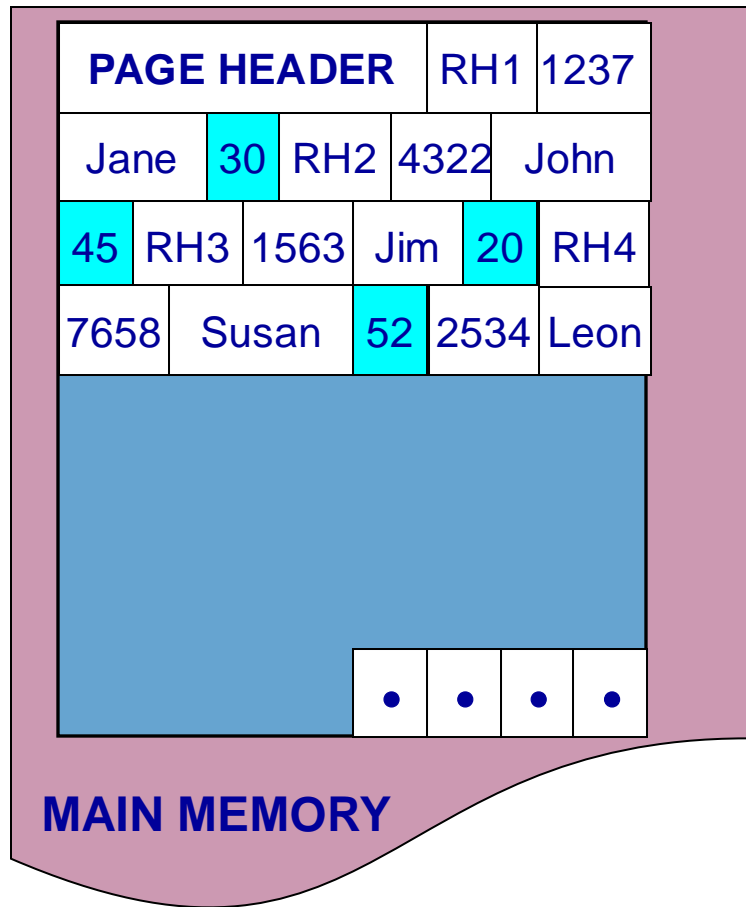 PAGE HEADER RH1 1237
Jane 30 RH2 4322 John
45 RH3 1563 Jim 20 RH4
7658 Susan 52 2534 Leon
• • • •
MAIN MEMORY